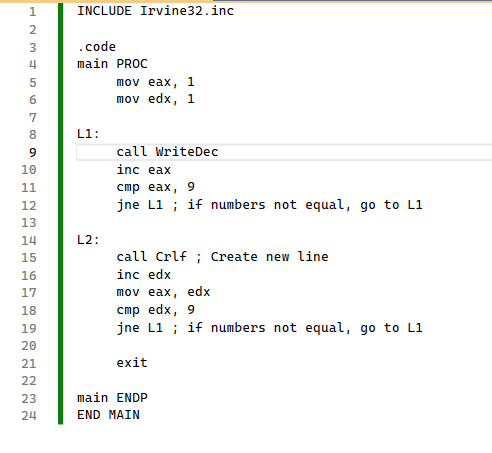 1 INCLUDE Irvine32.inc
2
3 .code
4 main PROC
5 mov eax, 1
6 mov edx, 1
7
8 L1:
9 call WriteDec
10 inc eax
11 cmp eax, 9
12 jne L1 ; if numbers not equal, go to L1
13
14 L2:
15 call Crlf ; Create new line
16 inc edx
17 mov eax, edx
18 cmp edx, 9
19 jne L1 ; if numbers not equal, go to L1
20
21 exit
22
23 main ENDP
24 END MAIN